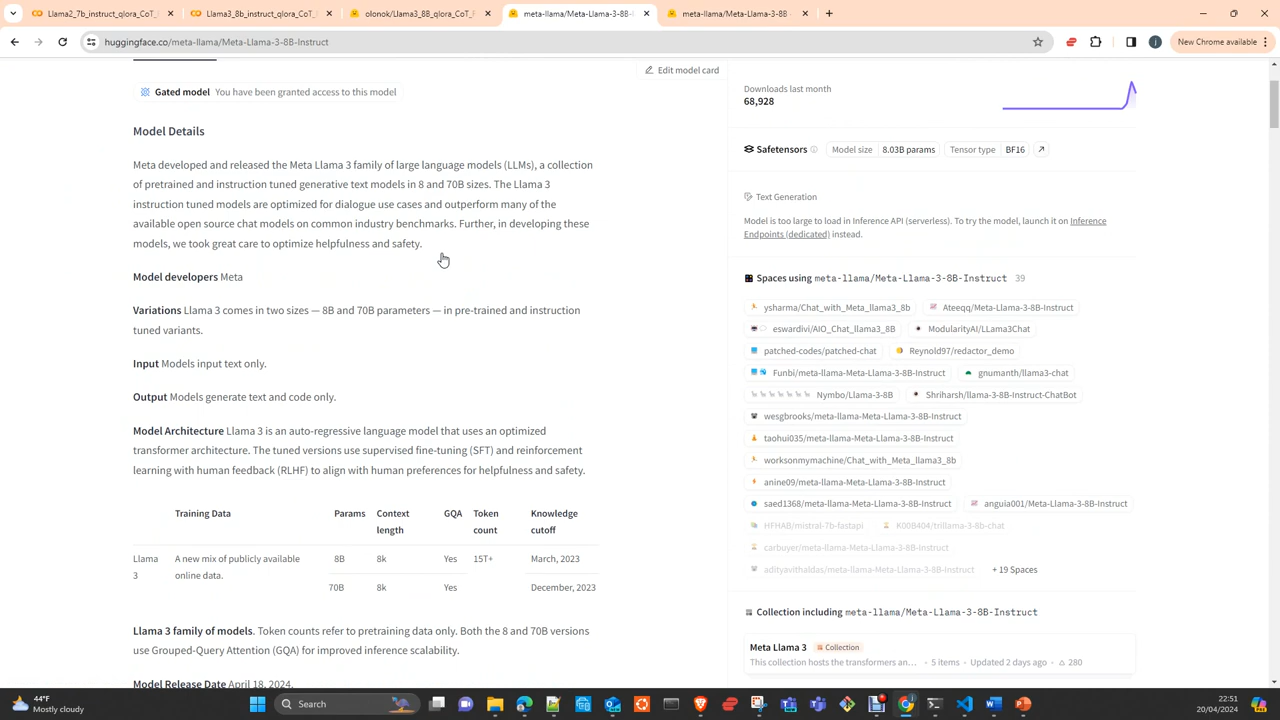 Llama2_7b_instruct_qlora_CoT_F
Llama3_8b_instruct_qlora_CoT_F
olonok/Llama3_8B_qlora_CoT_F
meta-llama/Meta-Llama-3-8B-I
meta-llama/Meta-Llama-3-8B
huggingface.co/meta-llama/Meta-Llama-3-8B-Instruct
New Chrome available
Edit model card
Gated model You have been granted access to this model
Model Details
Meta developed and released the Meta Llama 3 family of large language models (LLMs), a collection
of pretrained and instruction tuned generative text models in 8 and 70B sizes. The Llama 3
instruction tuned models are optimized for dialogue use cases and outperform many of the
available open source chat models on common industry benchmarks. Further, in developing these
models, we took great care to optimize helpfulness and safety.
Model developers Meta
Variations Llama 3 comes in two sizes — 8B and 70B parameters — in pre-trained and instruction
tuned variants.
Input Models input text only.
Output Models generate text and code only.
Model Architecture Llama 3 is an auto-regressive language model that uses an optimized
transformer architecture. The tuned versions use supervised fine-tuning (SFT) and reinforcement
learning with human feedback (RLHF) to align with human preferences for helpfulness and safety.
Training Data Params Context length GQA Token count Knowledge cutoff
Llama 3 A new mix of publicly available online data. 8B 8k Yes 15T+ March, 2023
70B 8k Yes December, 2023
Llama 3 family of models. Token counts refer to pretraining data only. Both the 8 and 70B versions
use Grouped-Query Attention (GQA) for improved inference scalability.
Model Release Date April 18, 2024.
Downloads last month
68,928
Safetensors Model size 8.03B params Tensor type BF16
Text Generation
Model is too large to load in Inference API (serverless). To try the model, launch it on Inference
Endpoints (dedicated) instead.
Spaces using meta-llama/Meta-Llama-3-8B-Instruct 39
ysharma/Chat_with_Meta_llama3_8b Ateeqq/Meta-Llama-3-8B-Instruct
eswardivi/AIO_Chat_llama3_8B ModularityAI/LLama3Chat
patched-codes/patched-chat Reynold97/redactor_demo
Funbi/meta-llama-Meta-Llama-3-8B-Instruct gnumanth/llama3-chat
Nymbo/Llama-3-8B Shriharsh/llama-3-8B-Instruct-ChatBot
wesgbrooks/meta-llama-Meta-Llama-3-8B-Instruct
taohui035/meta-llama-Meta-Llama-3-8B-Instruct
worksonmymachine/Chat_with_Meta_llama3_8b
anine09/meta-llama-Meta-Llama-3-8B-Instruct
saed1368/meta-llama-Meta-Llama-3-8B-Instruct anguia001/Meta-Llama-3-8B-Instruct
HFHAB/mistral-7b-fastapi K00B404/trillama-3-8b-chat
carbuyer/meta-llama-Meta-Llama-3-8B-Instruct
adityavithaldas/meta-llama-Meta-Llama-3-8B-Instruct + 19 Spaces
Collection including meta-llama/Meta-Llama-3-8B-Instruct
Meta Llama 3 Collection
This collection hosts the transformers an... • 5 items • Updated 2 days ago • 280
44°F
Mostly cloudy
Search
22:51
20/04/2024